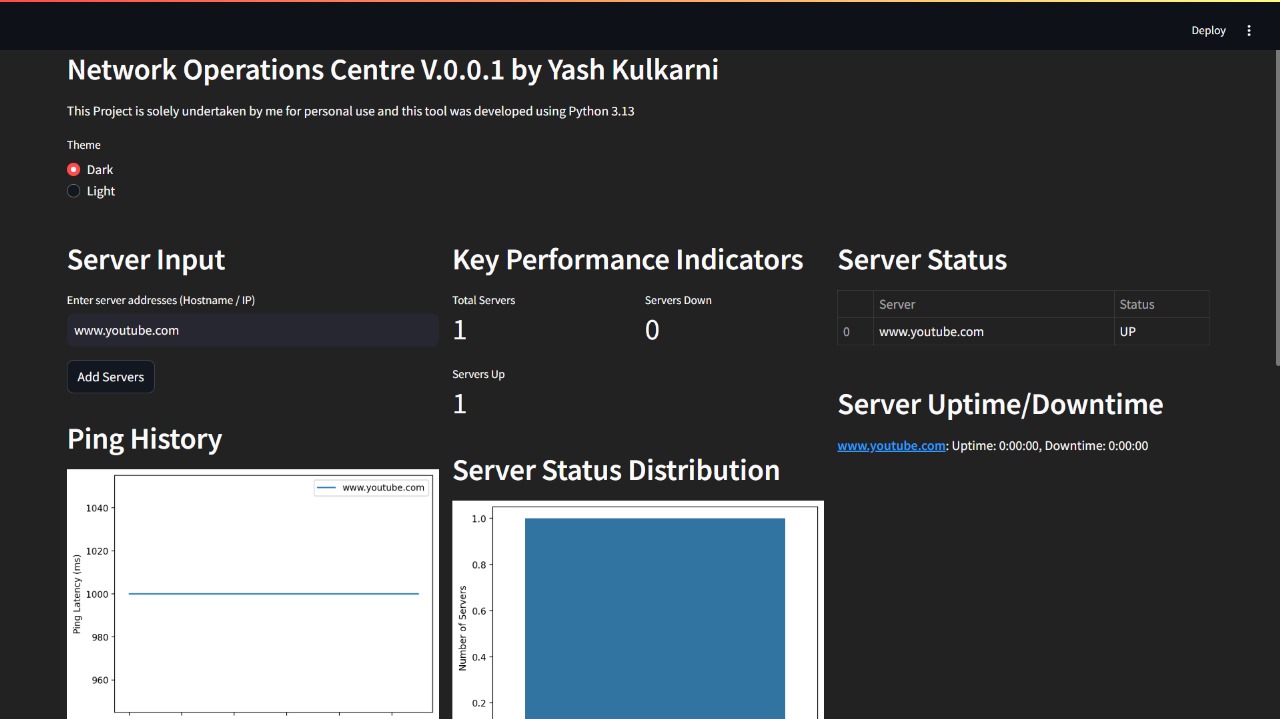 Deploy
Network Operations Centre V.0.0.1 by Yash Kulkarni
This Project is solely undertaken by me for personal use and this tool was developed using Python 3.13
Theme
Dark
Light
Server Input
Enter server addresses (Hostname / IP)
www.youtube.com
Add Servers
Ping History
www.youtube.com
1040
1020
1000
980
960
Ping Latency (ms)
Key Performance Indicators
Total Servers
1
Servers Down
0
Servers Up
1
Server Status Distribution
1.0
0.8
0.6
0.4
0.2
Number of Servers
Server Status
Server Status
0 www.youtube.com UP
Server Uptime/Downtime
www.youtube.com: Uptime: 0:00:00, Downtime: 0:00:00